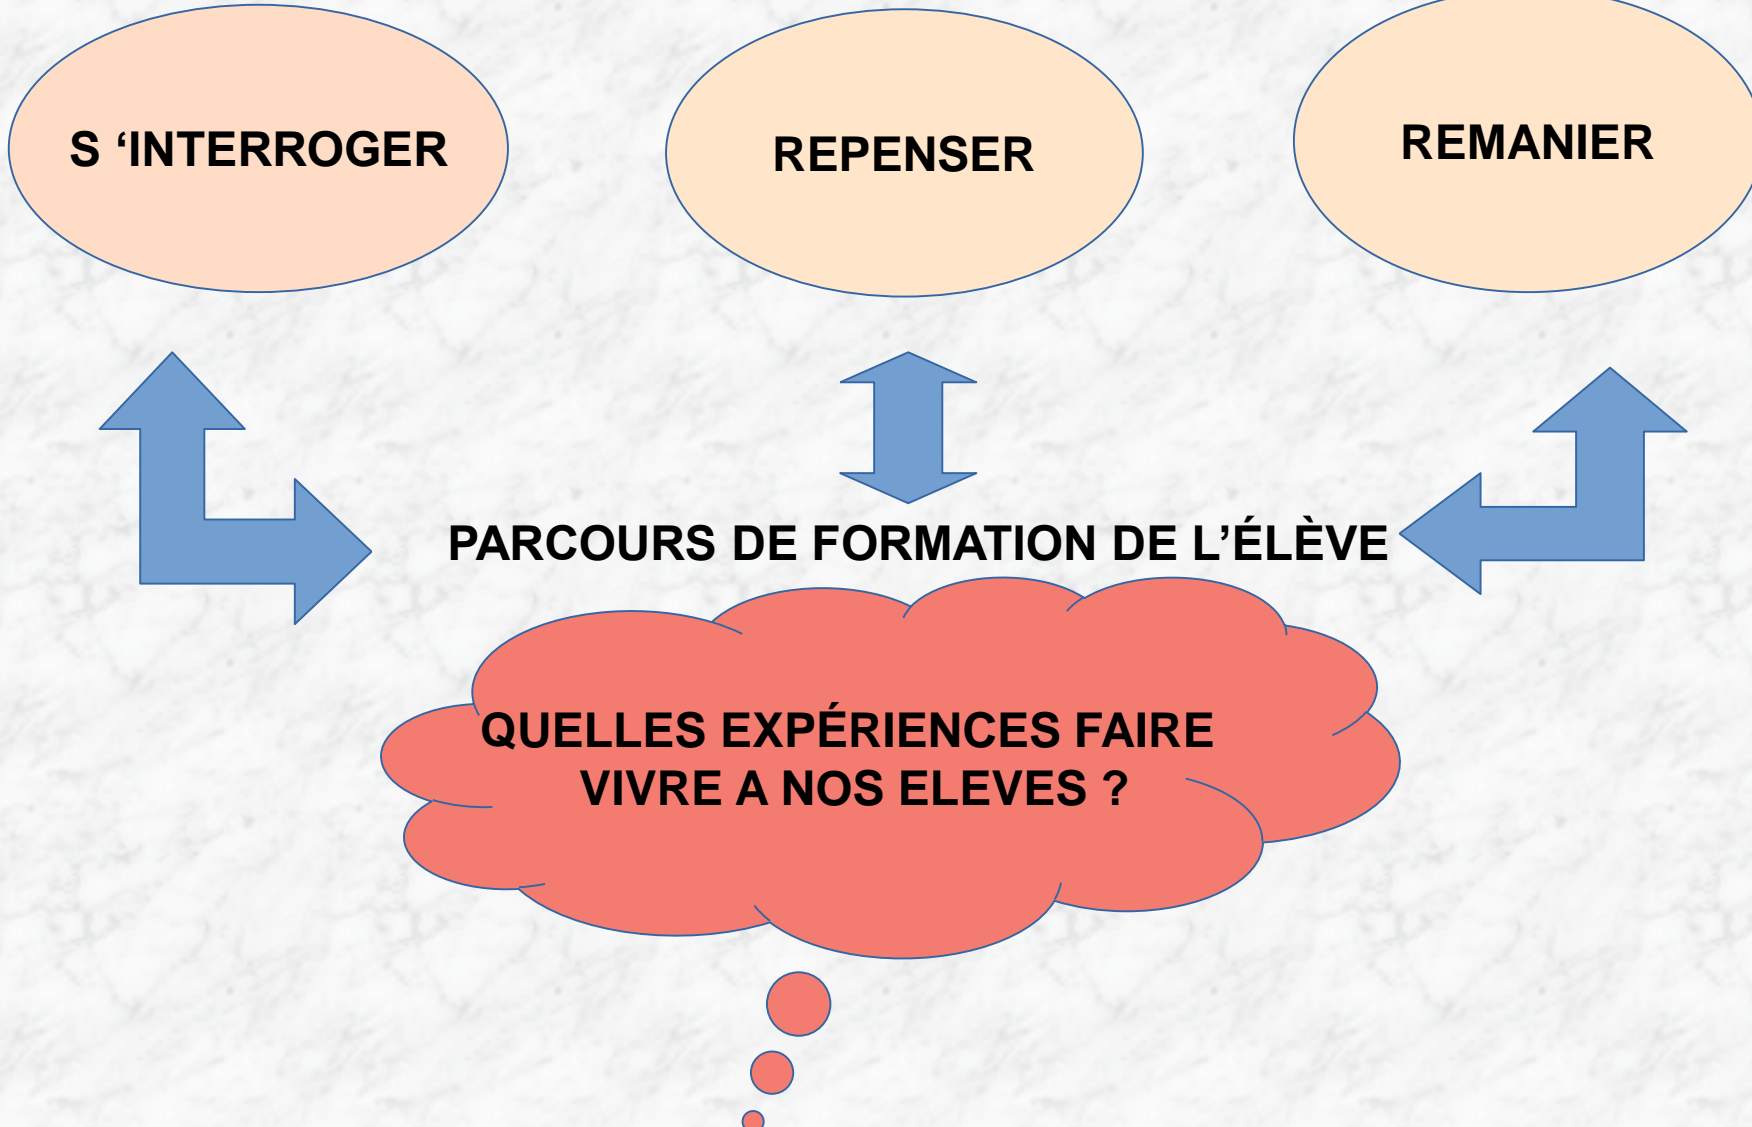 S ‘INTERROGER
REPENSER
REMANIER
PARCOURS DE FORMATION DE L’ÉLÈVE
QUELLES EXPÉRIENCES FAIRE
VIVRE A NOS ELEVES ?